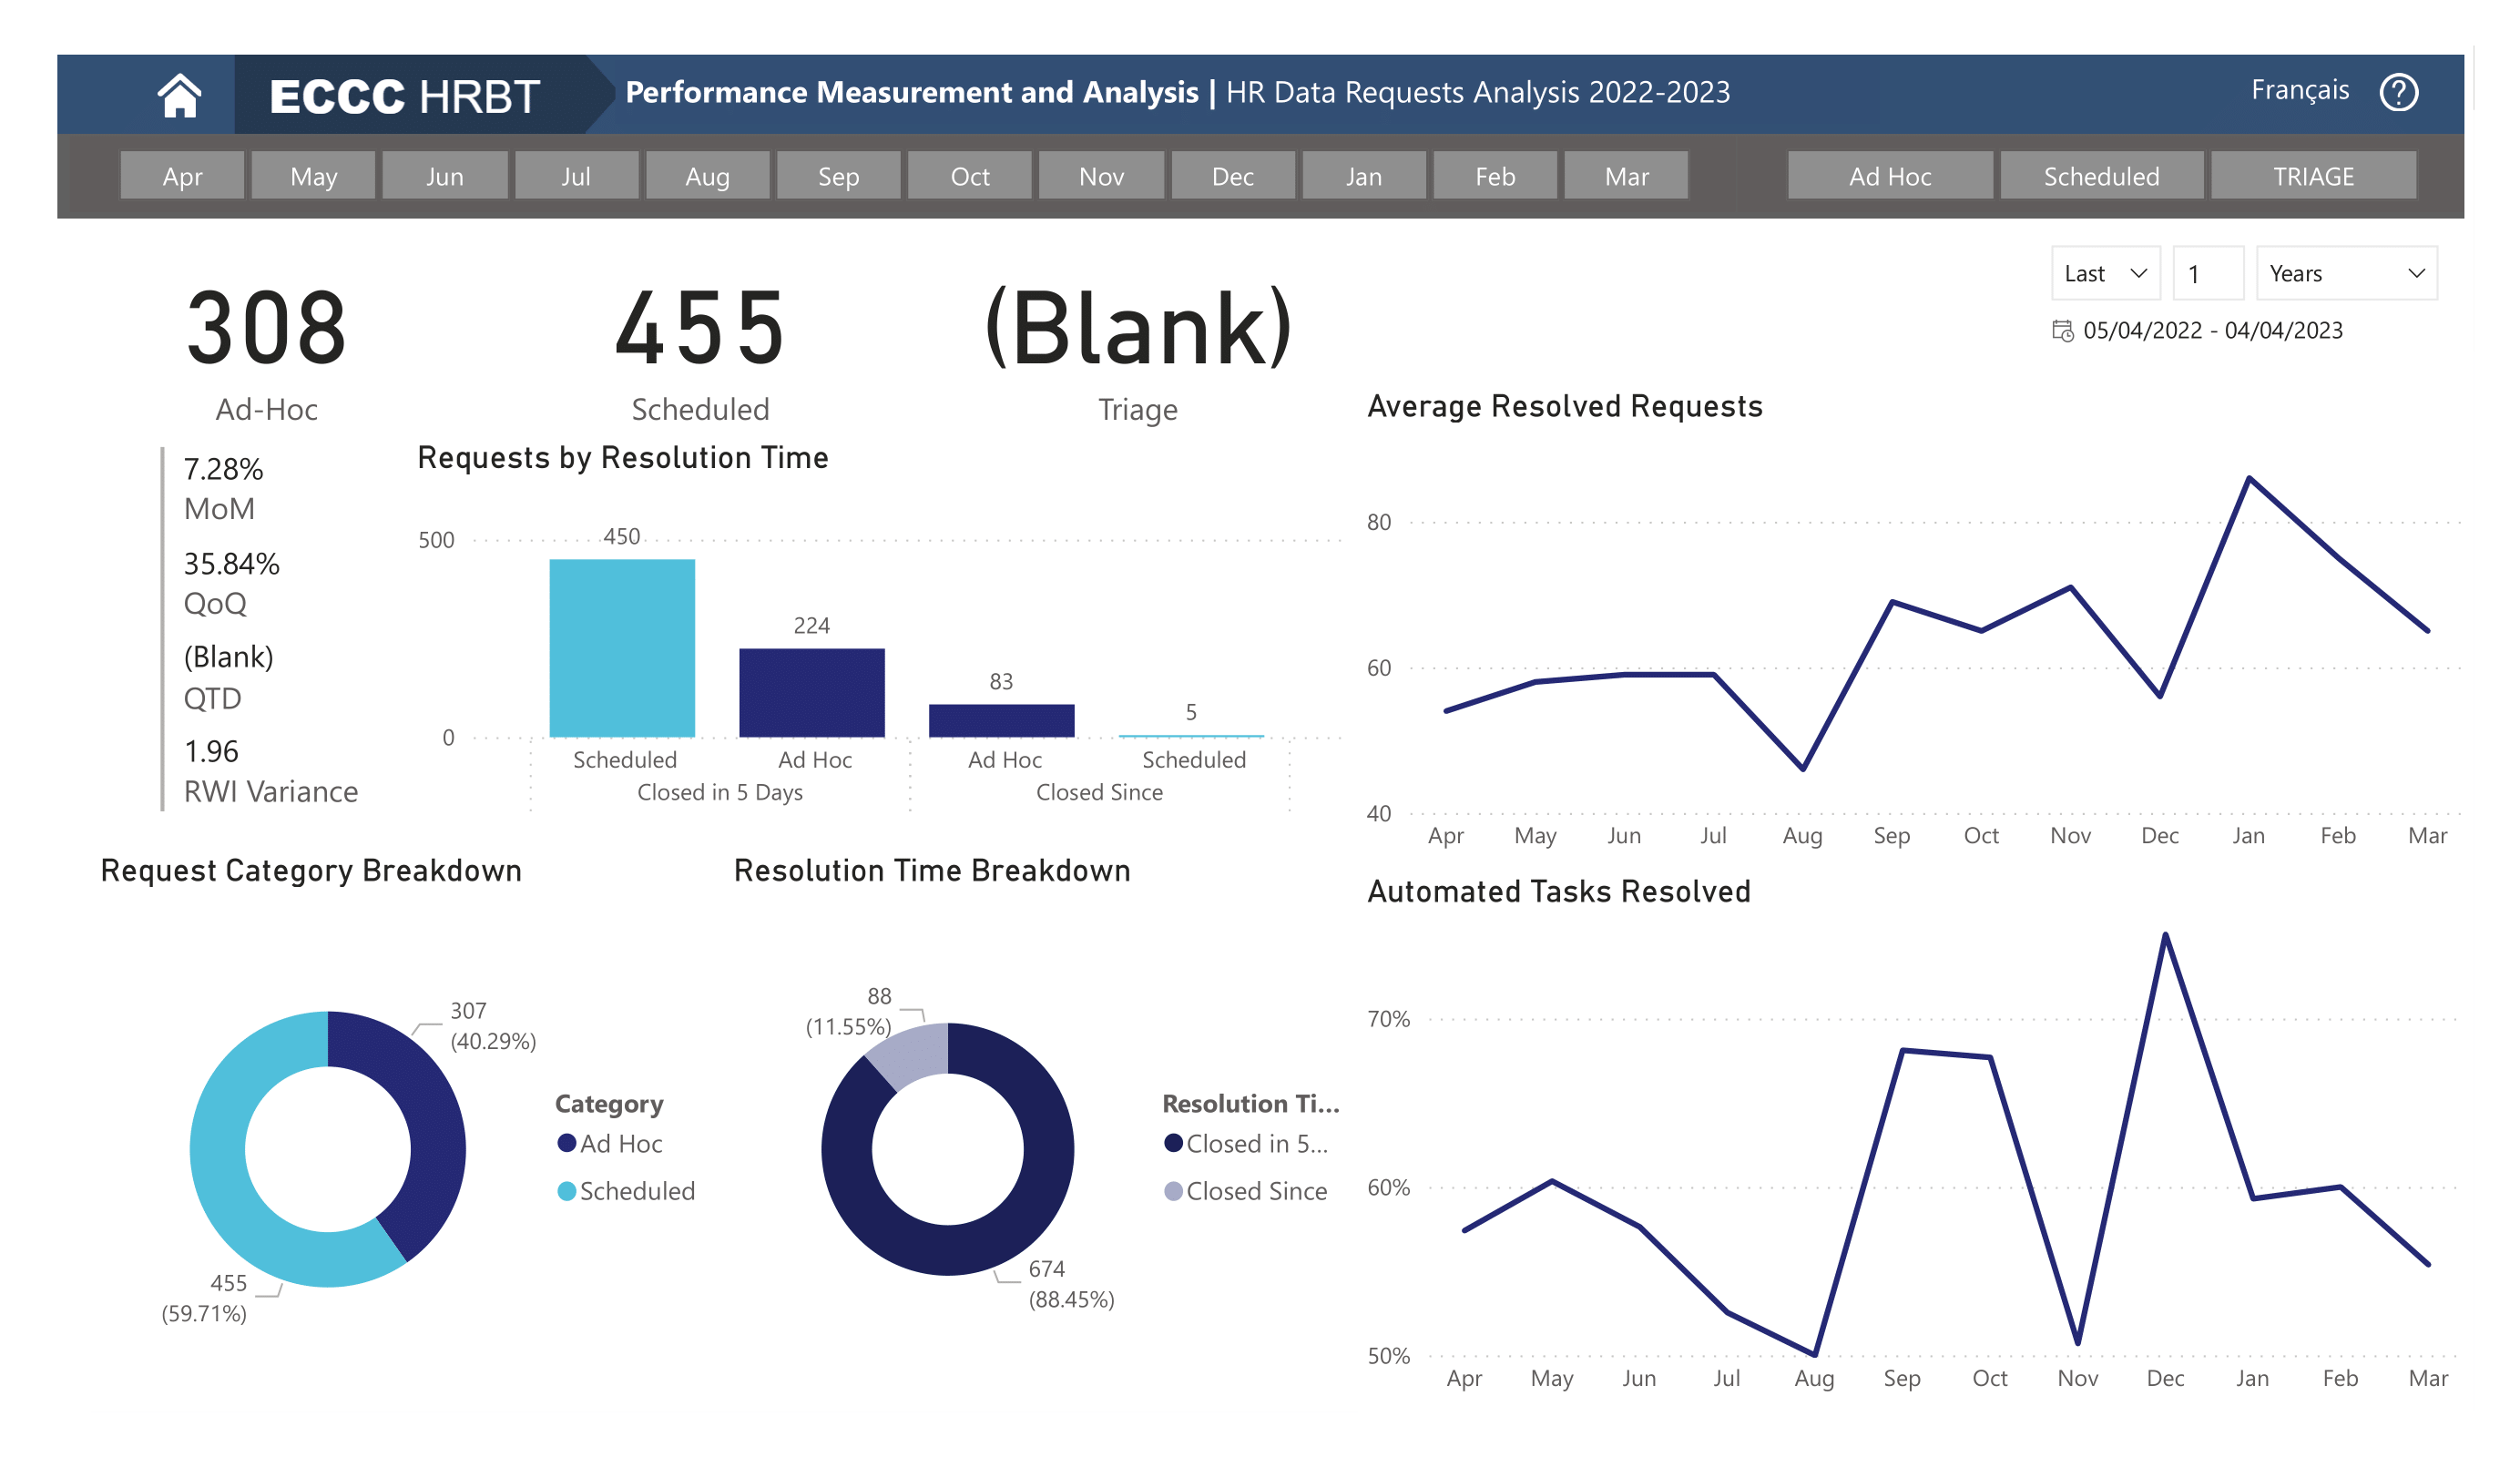 ECCC HRBT
Performance Measurement and Analysis | HR Data Requests Analysis 2022-2023
Français
?
Apr May Jun Jul Aug Sep Oct Nov Dec Jan Feb Mar
Ad Hoc Scheduled TRIAGE
Last 1 Years
05/04/2022 - 04/04/2023
308
Ad-Hoc
455
Scheduled
(Blank)
Triage
7.28%
MoM
35.84%
QoQ
(Blank)
QTD
1.96
RWI Variance
Requests by Resolution Time
500
0
450
224
83
5
Scheduled Ad Hoc Ad Hoc Scheduled
Closed in 5 Days Closed Since
Average Resolved Requests
80
60
40
Apr May Jun Jul Aug Sep Oct Nov Dec Jan Feb Mar
Request Category Breakdown
307
(40.29%)
455
(59.71%)
Category
Ad Hoc
Scheduled
Resolution Time Breakdown
88
(11.55%)
674
(88.45%)
Resolution Ti...
Closed in 5...
Closed Since
Automated Tasks Resolved
70%
60%
50%
Apr May Jun Jul Aug Sep Oct Nov Dec Jan Feb Mar